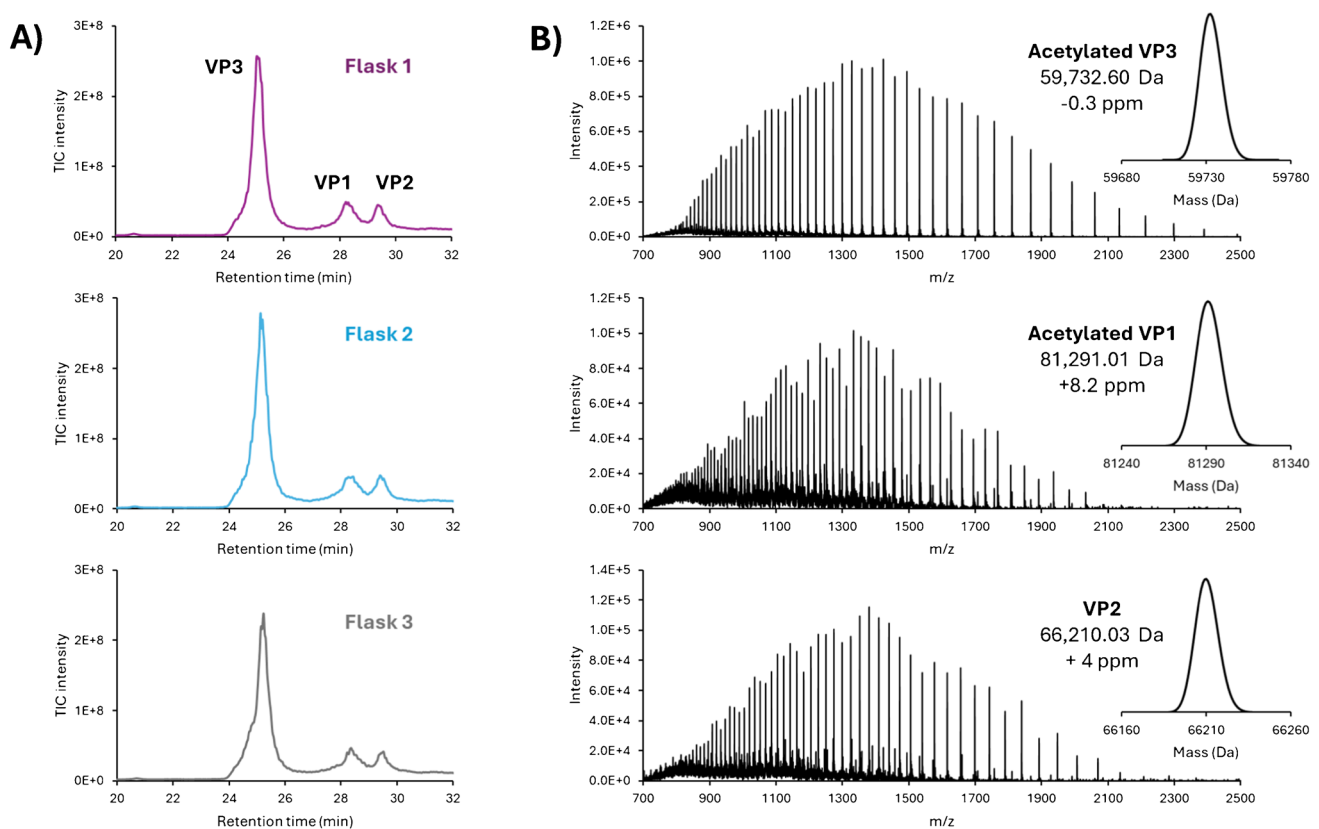 A)
3E+8
2E+8
1E+8
0E+0
TIC intensity
VP3
Flask 1
VP1
VP2
20 22 24 26 28 30 32
Retention time (min)
3E+8
2E+8
1E+8
0E+0
TIC intensity
Flask 2
20 22 24 26 28 30 32
Retention time (min)
3E+8
2E+8
1E+8
0E+0
TIC intensity
Flask 3
20 22 24 26 28 30 32
Retention time (min)
B)
1.2E+6
1.0E+6
8.0E+5
6.0E+5
4.0E+5
2.0E+5
0.0E+0
Intensity
700 900 1100 1300 1500 1700 1900 2100 2300 2500
m/z
Acetylated VP3
59,732.60 Da
-0.3 ppm
59680 59730 59780
Mass (Da)
1.2E+5
1.0E+5
8.0E+4
6.0E+4
4.0E+4
2.0E+4
0.0E+0
Intensity
700 900 1100 1300 1500 1700 1900 2100 2300 2500
m/z
Acetylated VP1
81,291.01 Da
+8.2 ppm
81240 81290 81340
Mass (Da)
1.4E+5
1.2E+5
1.0E+5
8.0E+4
6.0E+4
4.0E+4
2.0E+4
0.0E+0
Intensity
700 900 1100 1300 1500 1700 1900 2100 2300 2500
m/z
VP2
66,210.03 Da
+ 4 ppm
66160 66210 66260
Mass (Da)